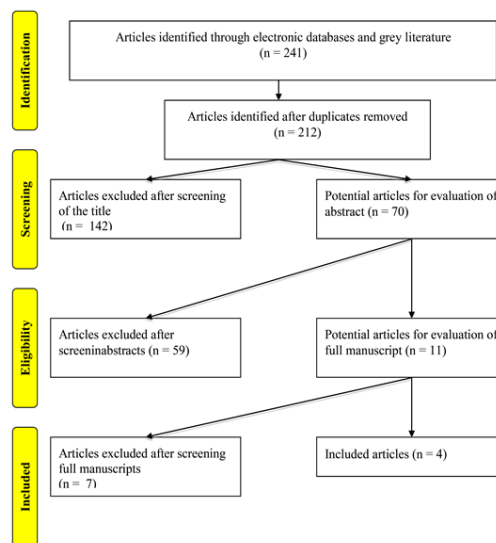 Identification
Articles identified through electronic databases and grey literature
(n = 241)
Articles identified after duplicates removed
(n = 212)
Screening
Articles excluded after screening
of the title
(n = 142)
Potential articles for evaluation of
abstract (n = 70)
Eligibility
Articles excluded after
screeninabstracts (n = 59)
Potential articles for evaluation of
full manuscript (n = 11)
Included
Articles excluded after screening
full manuscripts
(n = 7)
Included articles (n = 4)